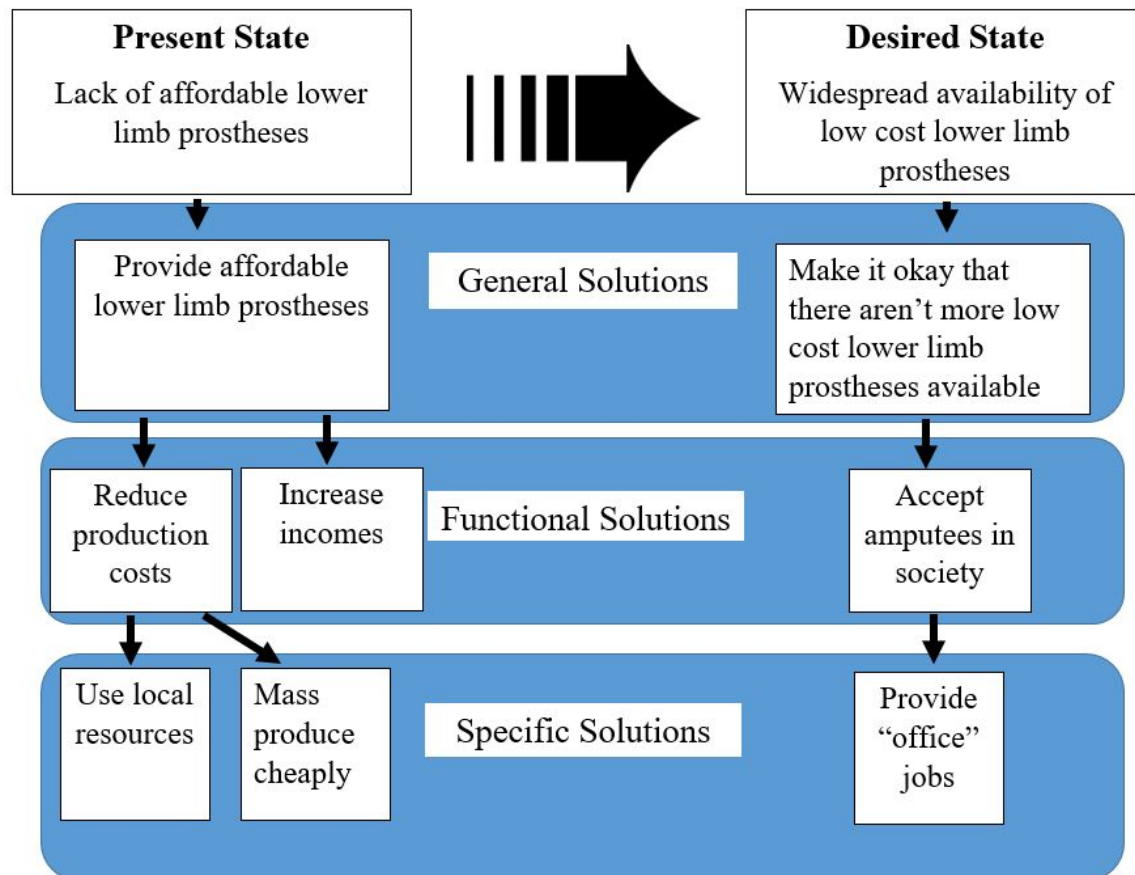 Present State
Lack of affordable lower
limb prostheses
Desired State
Widespread availability of
low cost lower limb
prostheses
Provide affordable
lower limb prostheses
General Solutions
Make it okay that
there aren’t more low
cost lower limb
prostheses available
Reduce
production
costs
Increase
incomes
Functional Solutions
Accept
amputees in
society
Use local
resources
Mass
produce
cheaply
Specific Solutions
Provide
“office”
jobs